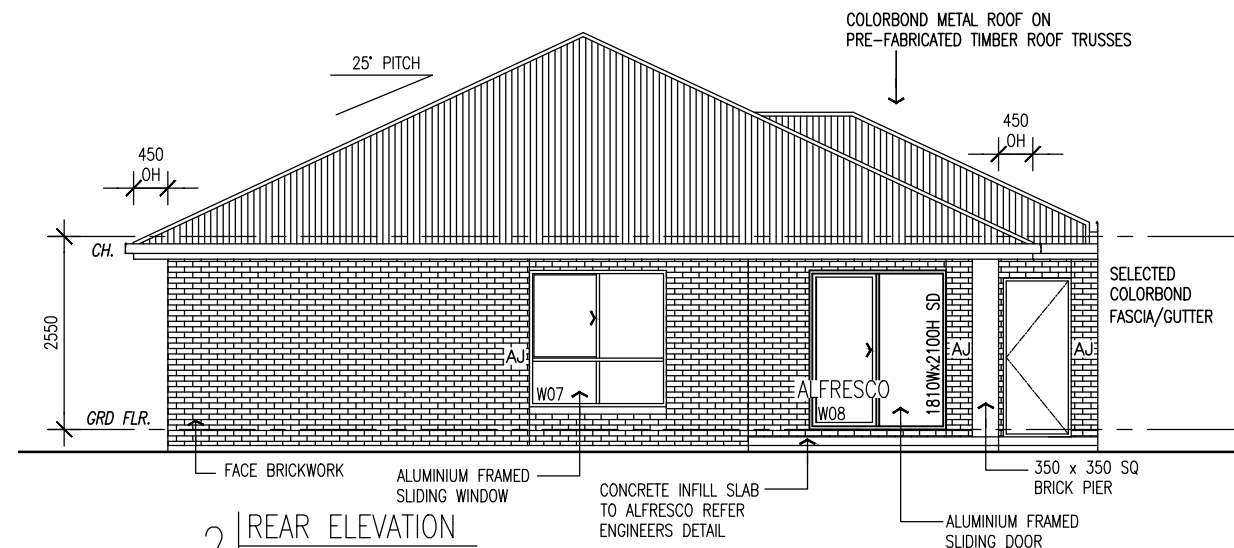 COLORBOND METAL ROOF ON
PRE-FABRICATED TIMBER ROOF TRUSSES
25° PITCH
450
OH
450
OH
CH.
2550
GRD FLR.
SELECTED
COLORBOND
FASCIA/GUTTER
AJ
W07
ALFRESCO
W08
1810Wx2100H SD
AJ
AJ
FACE BRICKWORK
ALUMINIUM FRAMED
SLIDING WINDOW
CONCRETE INFILL SLAB
TO ALFRESCO REFER
ENGINEERS DETAIL
350 x 350 SQ
BRICK PIER
ALUMINIUM FRAMED
SLIDING DOOR
2 REAR ELEVATION